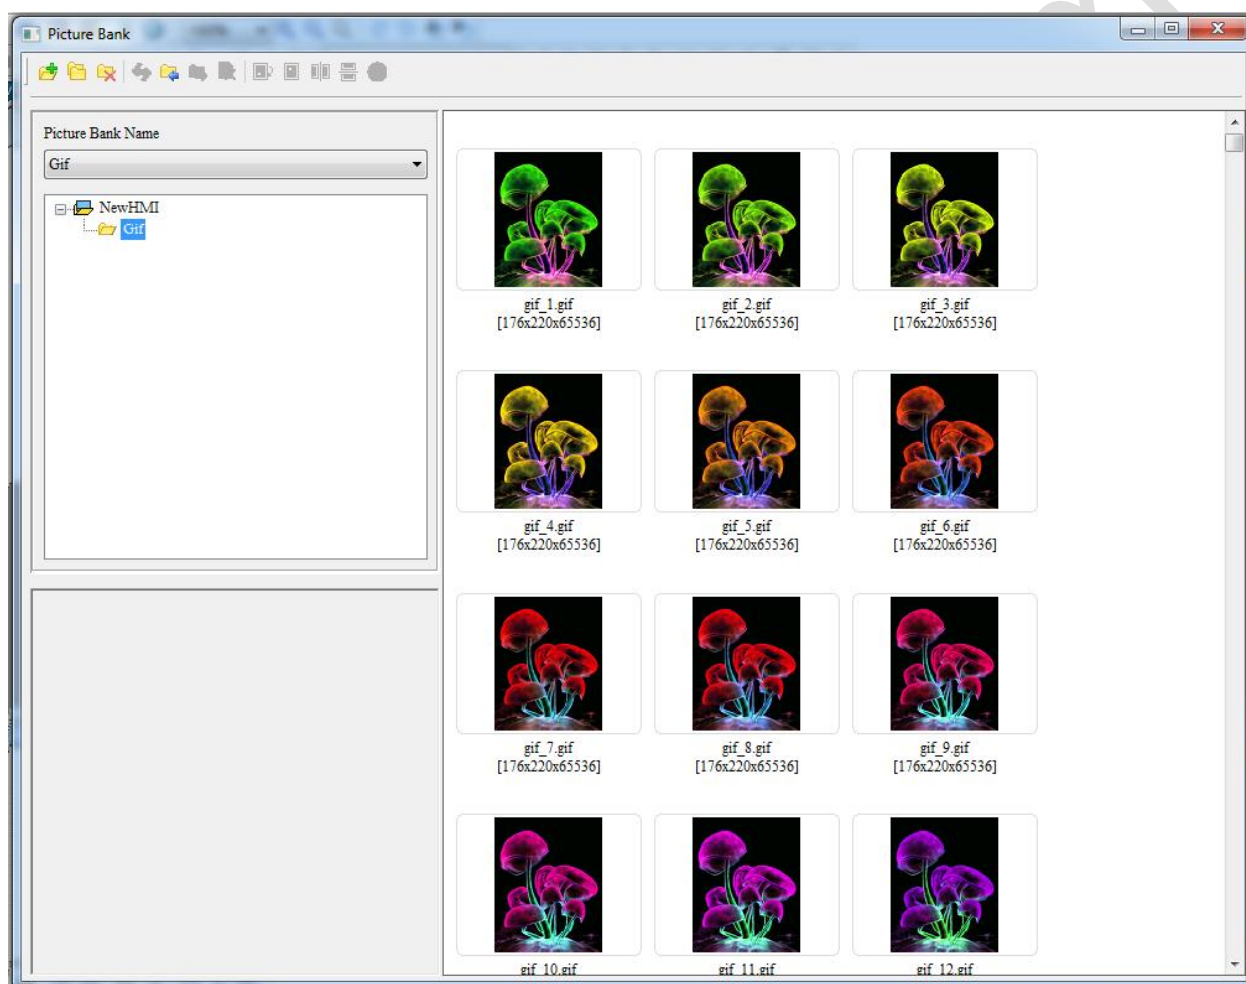 Picture Bank
Picture Bank Name
Gif
NewHMI
Gif
gif_1.gif
[176x220x65536]
gif_2.gif
[176x220x65536]
gif_3.gif
[176x220x65536]
gif_4.gif
[176x220x65536]
gif_5.gif
[176x220x65536]
gif_6.gif
[176x220x65536]
gif_7.gif
[176x220x65536]
gif_8.gif
[176x220x65536]
gif_9.gif
[176x220x65536]
gif_10.gif
gif_11.gif
gif_12.gif